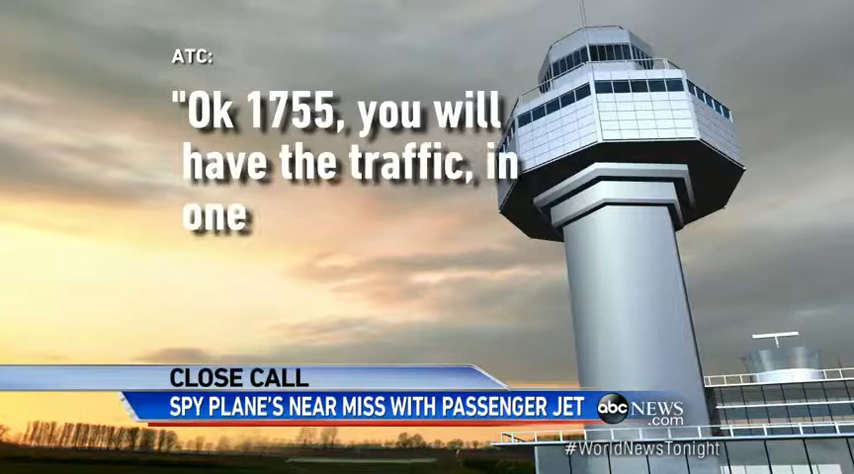 ATC:
"Ok 1755, you will
have the traffic, in
one
CLOSE CALL
SPY PLANE'S NEAR MISS WITH PASSENGER JET abc NEWS
.com
#WorldNewsTonight